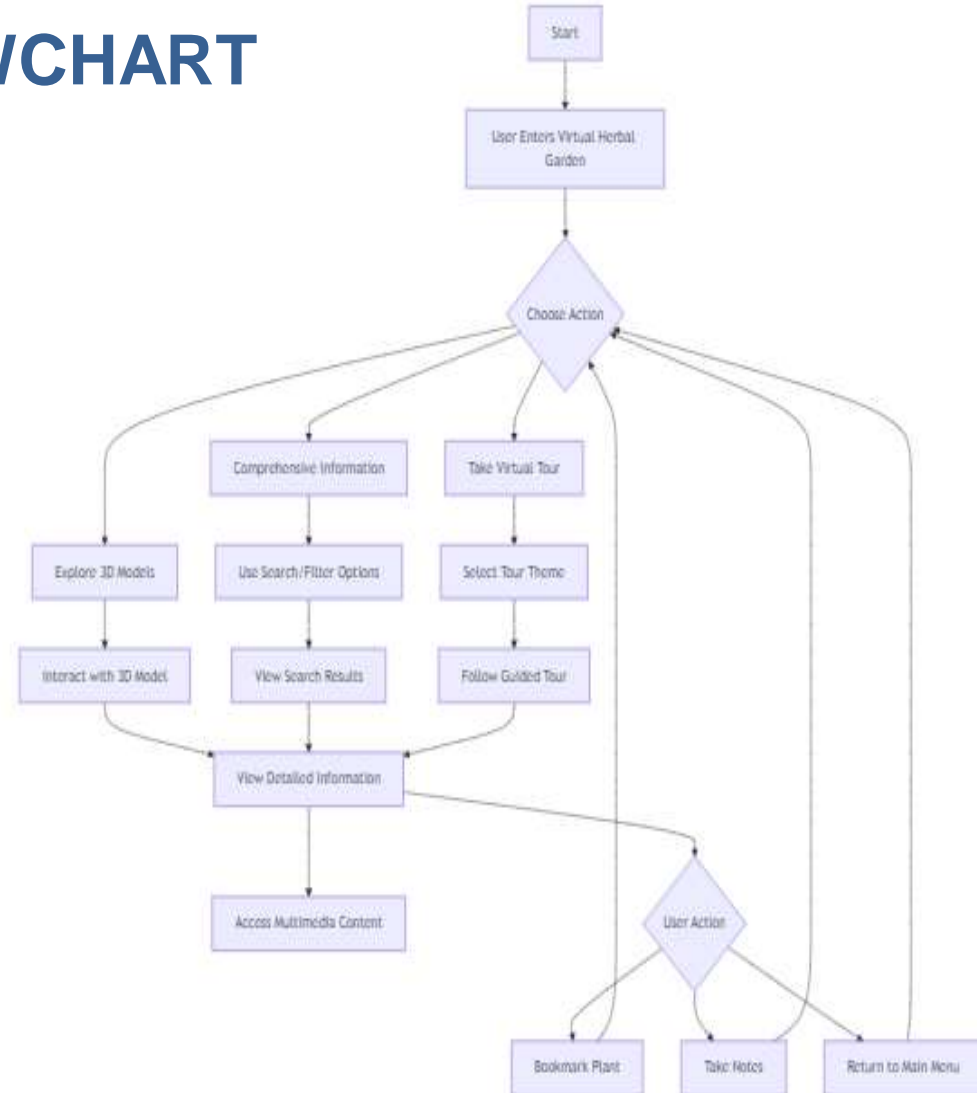 WCHART
Start
User Enters Virtual Herbal
Garden
Choose Action
Comprehensive Information
Take Virtual Tour
Explore 3D Models
Use Search/Filter Options
Select Tour Theme
Interact with 3D Model
View Search Results
Follow Guided Tour
View Detailed Information
Access Multimedia Content
User Action
Bookmark Plant
Take Notes
Return to Main Menu